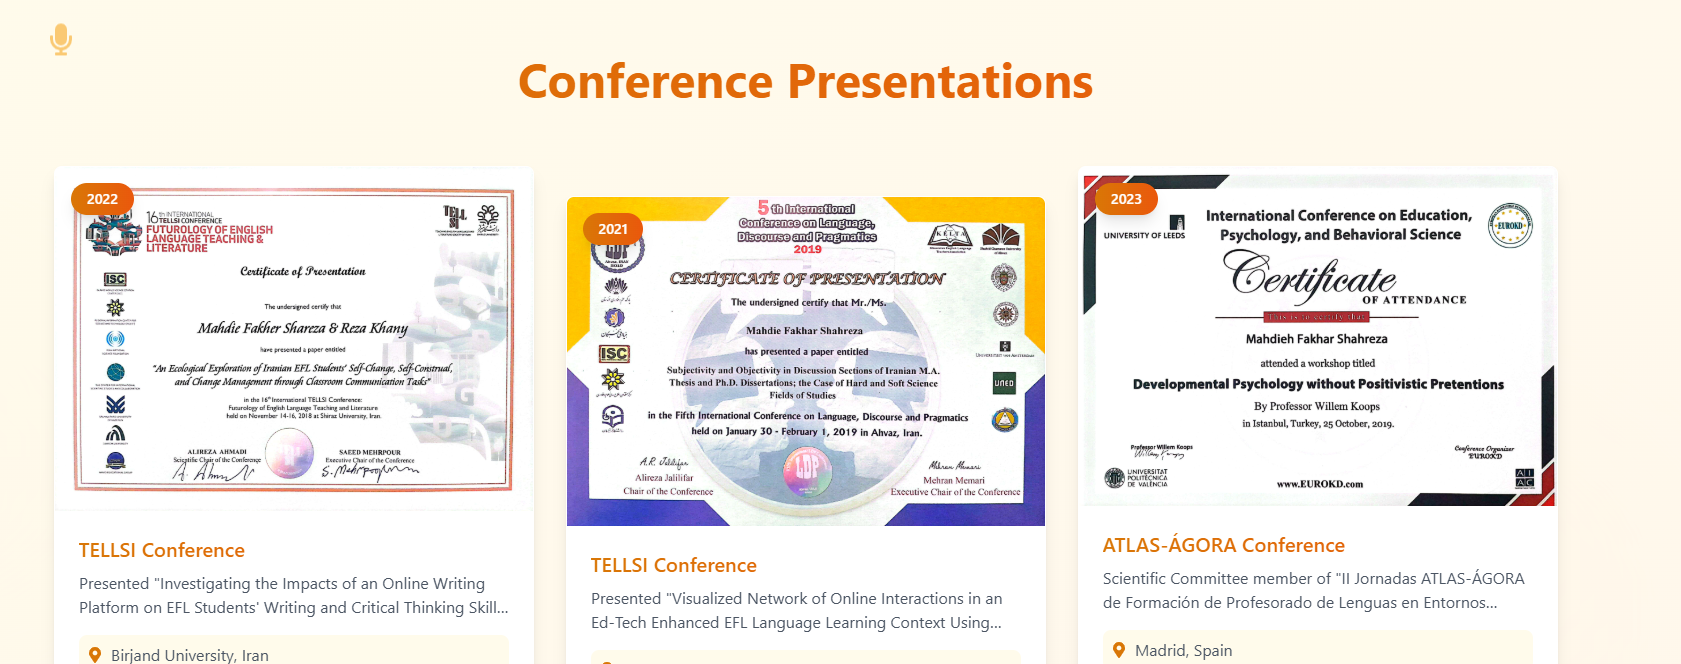 Conference Presentations
2022
16th INTERNATIONAL
TELLSI CONFERENCE
FUTUROLOGY OF ENGLISH
LANGUAGE TEACHING &
LITERATURE
TELLSI
ISC
Certificate of Presentation
The undersigned certify that
Mahdie Fakher Shareza & Reza Khany
have presented a paper entitled
"An Ecological Exploration of Iranian EFL Students' Self-Change, Self-Construal,
and Change Management through Classroom Communication Tasks"
in the 16th International TELLSI Conference:
Futurology of English Language Teaching and Literature
held on November 14-16, 2018 at Shiraz University, Iran.
ALIREZA AHMADI
Scientific Chair of the Conference
SAEED MEHRPOUR
Executive Chair of the Conference
TELLSI Conference
Presented "Investigating the Impacts of an Online Writing
Platform on EFL Students' Writing and Critical Thinking Skill...
Birjand University, Iran
2021
5th International
Conference on Language,
Discourse and Pragmatics
2019
KELTA
CERTIFICATE OF PRESENTATION
The undersigned certify that Mr./Ms.
Mahdie Fakhar Shahreza
has presented a paper entitled
Subjectivity and Objectivity in Discussion Sections of Iranian M.A.
Thesis and Ph.D. Dissertations; the Case of Hard and Soft Science
Fields of Studies
in the Fifth International Conference on Language, Discourse and Pragmatics
held on January 30 - February 1, 2019 in Ahvaz, Iran.
ISC
UNIVERSITEIT VAN AMSTERDAM
UNED
A.R. Jalilifar
Alireza Jalilifar
Chair of the Conference
LDP
Mehran Memari
Mehran Memari
Executive Chair of the Conference
TELLSI Conference
Presented "Visualized Network of Online Interactions in an
Ed-Tech Enhanced EFL Language Learning Context Using...
2023
UNIVERSITY OF LEEDS
International Conference on Education,
Psychology, and Behavioral Science
EUROKD
Certificate
OF ATTENDANCE
This is to certify that
Mahdieh Fakhar Shahreza
attended a workshop titled
Developmental Psychology without Positivistic Pretentions
By Professor Willem Koops
in Istanbul, Turkey, 25 October, 2019.
Professor Willem Koops
Conference Organizer
EUROKD
UNIVERSITAT
POLITÈCNICA
DE VALÈNCIA
www.EUROKD.com
ATLAS-ÁGORA Conference
Scientific Committee member of "II Jornadas ATLAS-ÁGORA
de Formación de Profesorado de Lenguas en Entornos...
Madrid, Spain